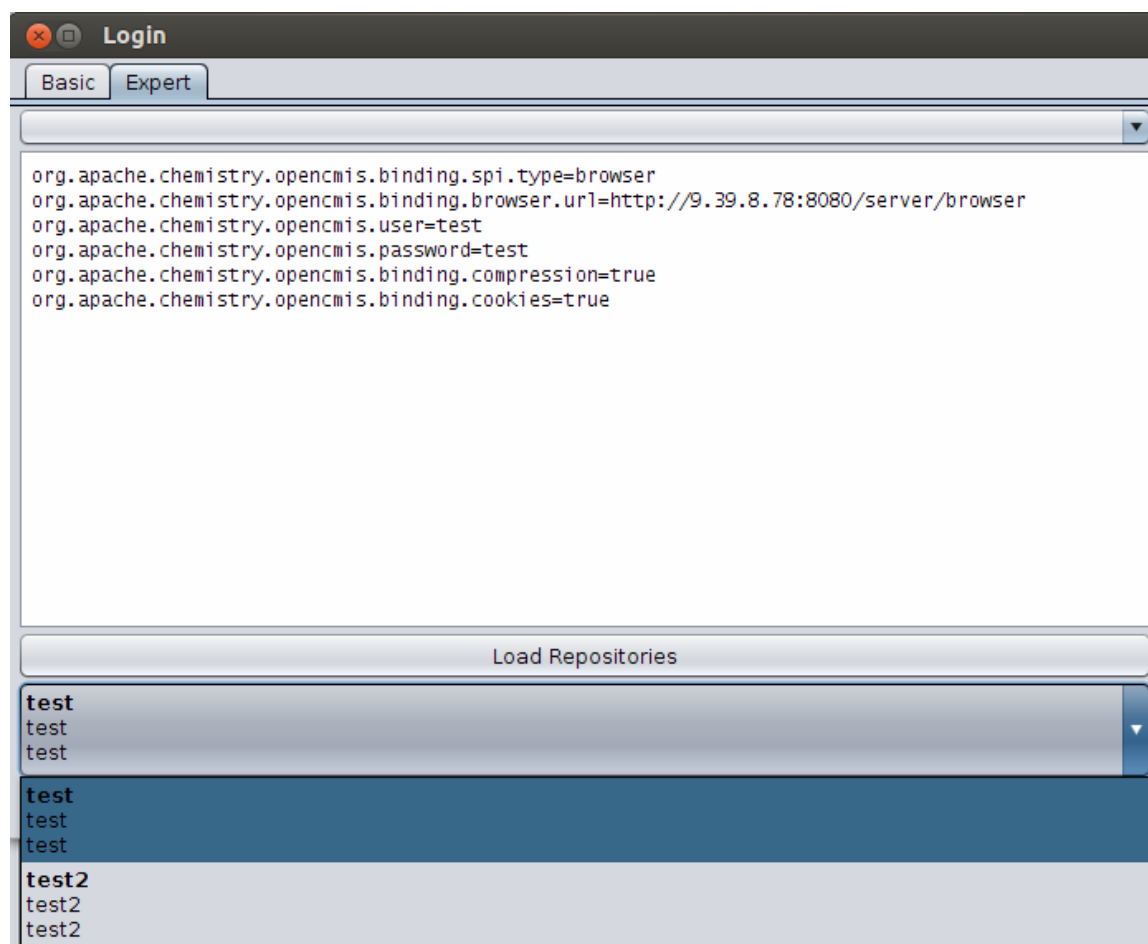 Login
Basic Expert
org.apache.chemistry.opencmis.binding.spi.type=browser
org.apache.chemistry.opencmis.binding.browser.url=http://9.39.8.78:8080/server/browser
org.apache.chemistry.opencmis.user=test
org.apache.chemistry.opencmis.password=test
org.apache.chemistry.opencmis.binding.compression=true
org.apache.chemistry.opencmis.binding.cookies=true
Load Repositories
test
test
test
test
test
test
test2
test2
test2